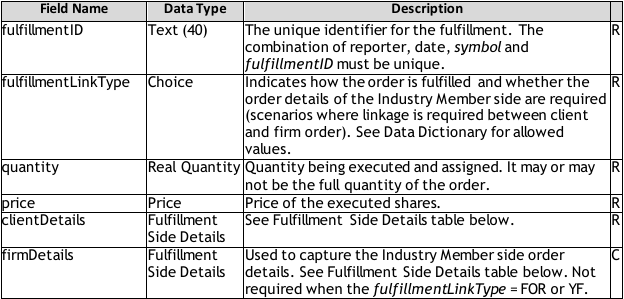 Field Name Data Type Description
fulfillmentID Text (40) The unique identifier for the fulfillment. The R
combination of reporter, date, symbol and
fulfillmentID must be unique.
fulfillmentLinkType Choice Indicates how the order is fulfilled and whether the R
order details of the Industry Member side are required
(scenarios where linkage is required between client
and firm order). See Data Dictionary for allowed
values.
quantity Real Quantity Quantity being executed and assigned. It may or may R
not be the full quantity of the order.
price Price Price of the executed shares. R
clientDetails Fulfillment See Fulfillment Side Details table below. R
Side Details
firmDetails Fulfillment Used to capture the Industry Member side order C
Side Details details. See Fulfillment Side Details table below. Not
required when the fulfillmentLinkType = FOR or YF.